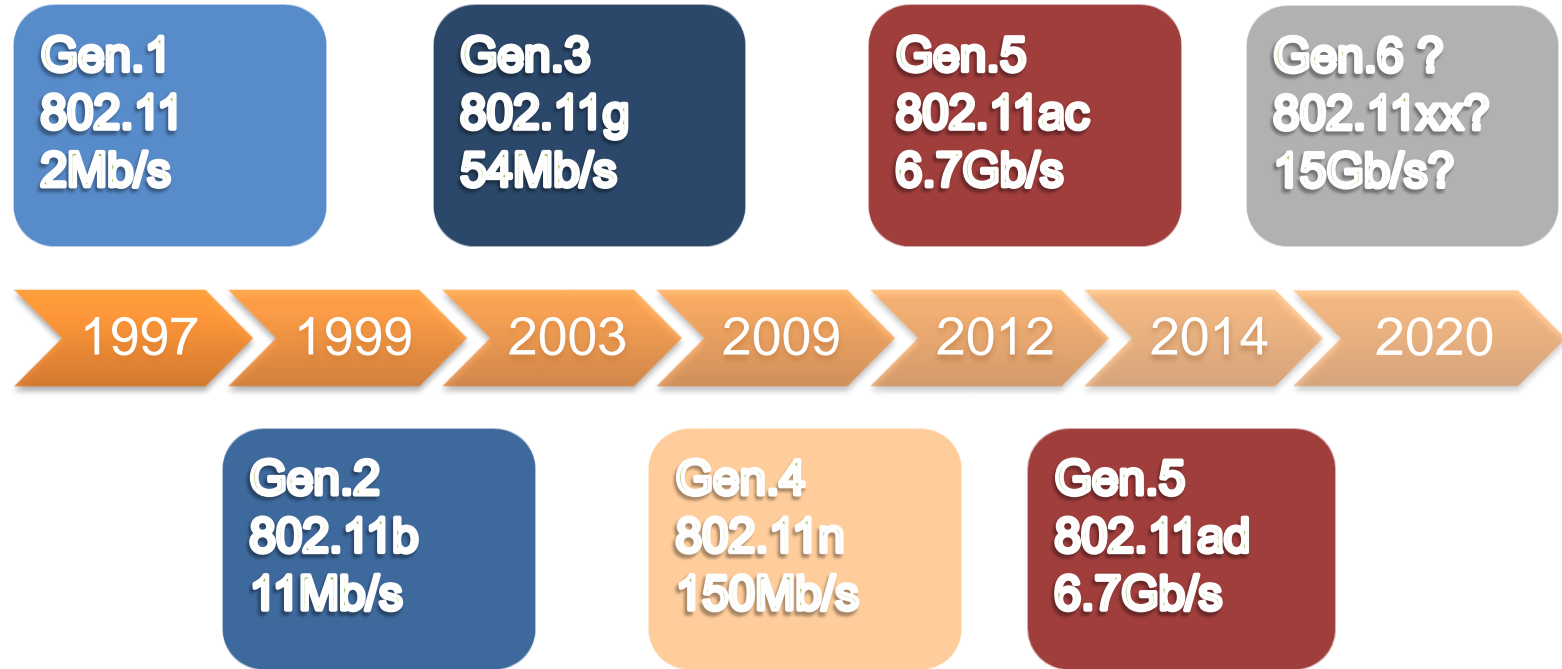 Gen.1
802.11
2Mb/s
Gen.3
802.11g
54Mb/s
Gen.5
802.11ac
6.7Gb/s
Gen.6 ?
802.11xx?
15Gb/s?
1997
1999
2003
2009
2012
2014
2020
Gen.2
802.11b
11Mb/s
Gen.4
802.11n
150Mb/s
Gen.5
802.11ad
6.7Gb/s